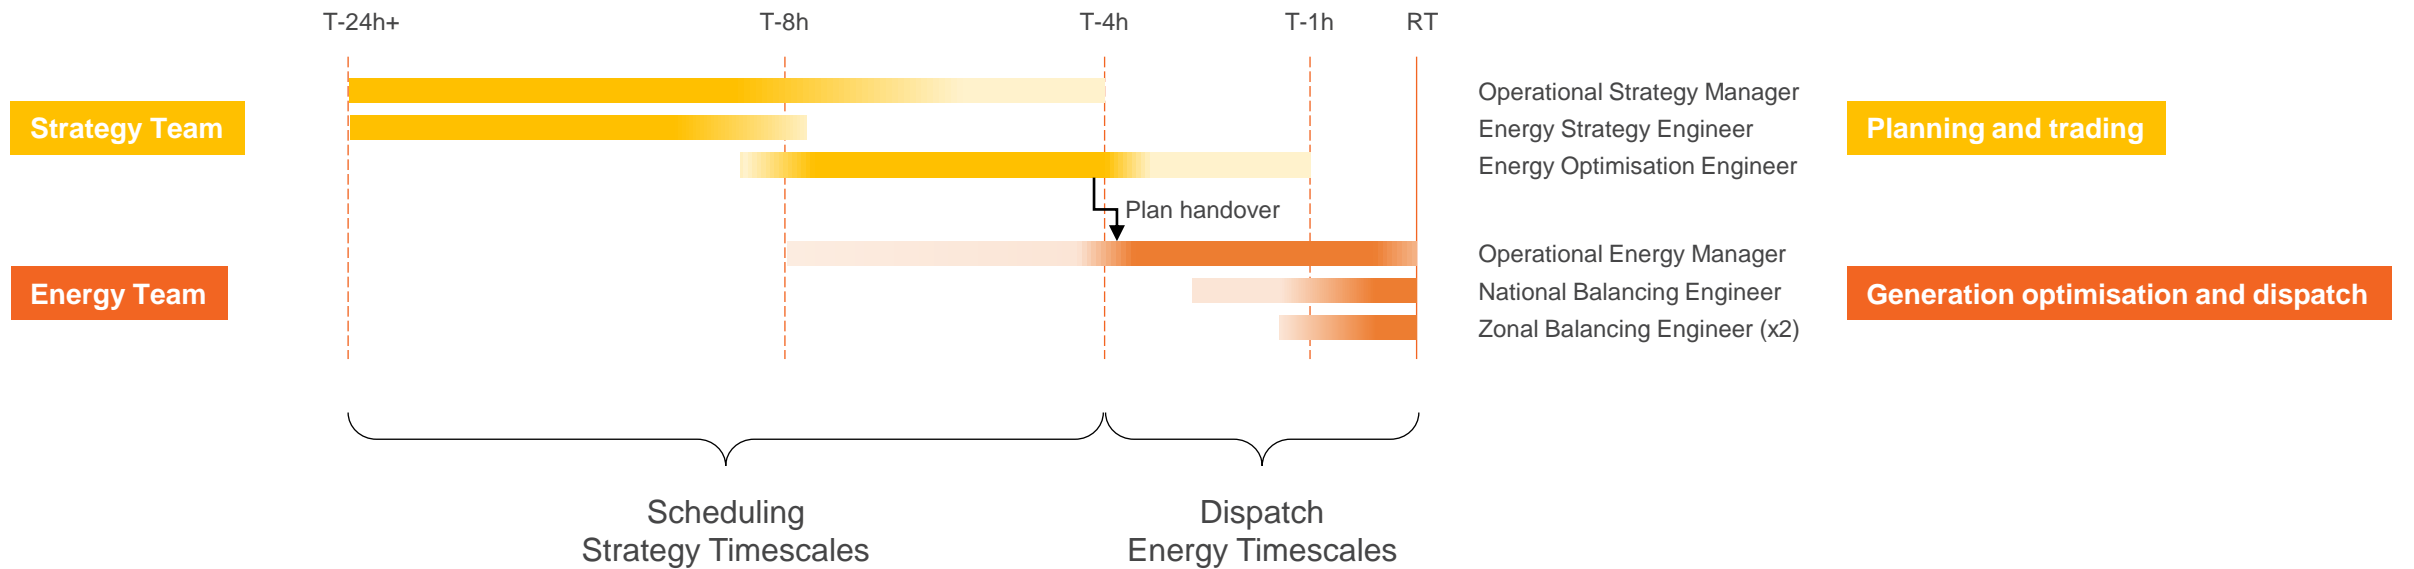 T-24h+
T-8h
T-4h
T-1h
RT
Strategy Team
Operational Strategy Manager
Energy Strategy Engineer
Energy Optimisation Engineer
Planning and trading
Plan handover
Energy Team
Operational Energy Manager
National Balancing Engineer
Zonal Balancing Engineer (x2)
Generation optimisation and dispatch
Scheduling
Strategy Timescales
Dispatch
Energy Timescales